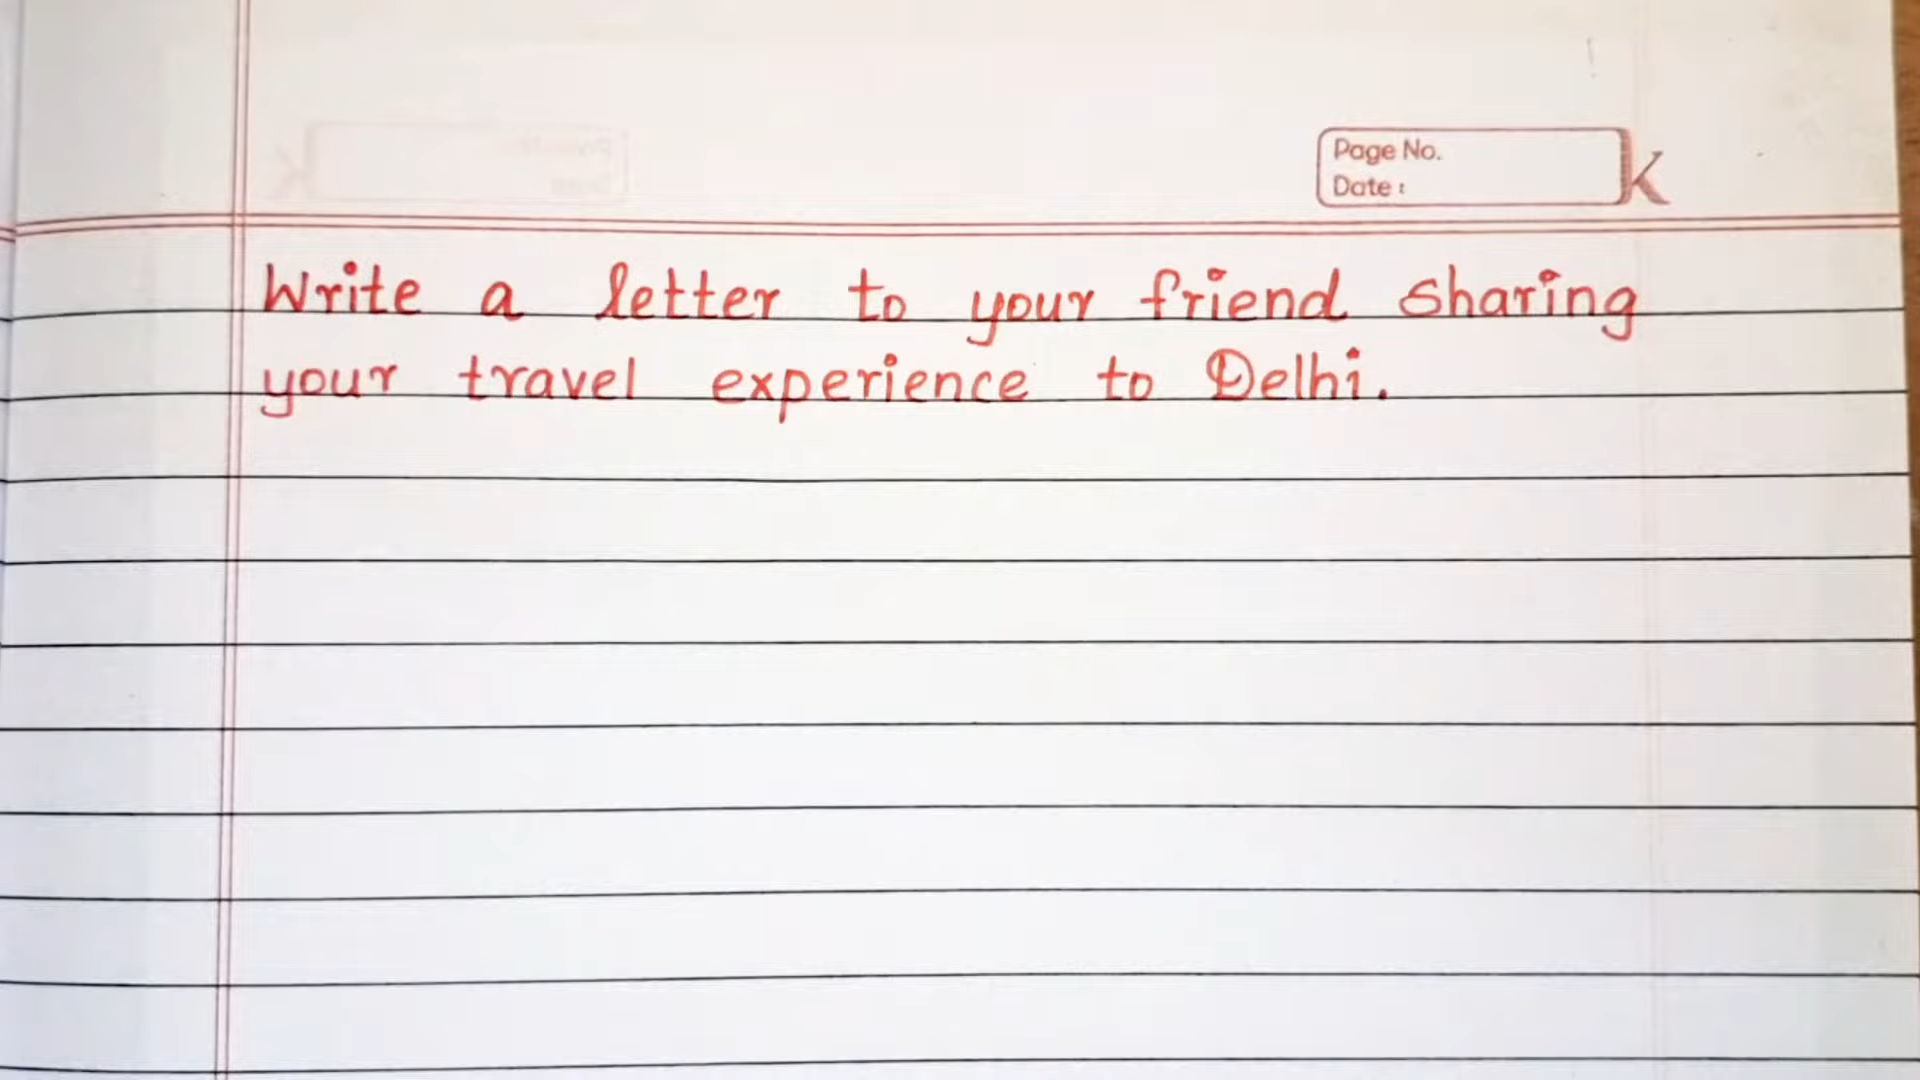 Page No.
Date :
K
Write a letter to your friend sharing
your travel experience to Delhi.